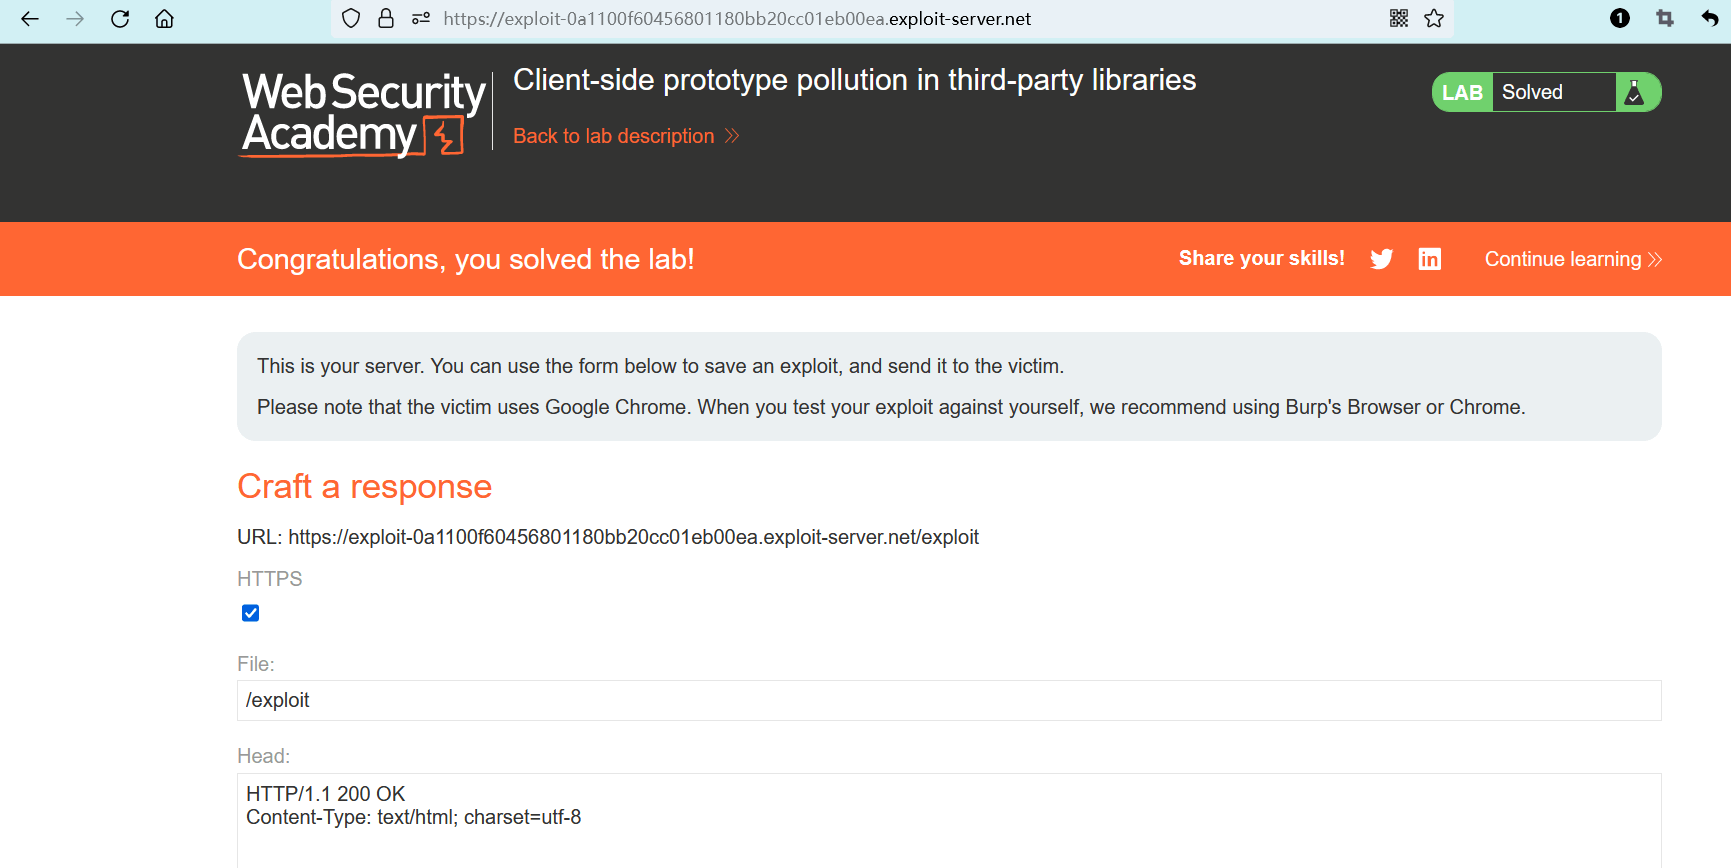 https://exploit-0a1100f60456801180bb20cc01eb00ea.exploit-server.net
1
WebSecurity
Academy
Client-side prototype pollution in third-party libraries
Back to lab description
LAB Solved
Congratulations, you solved the lab!
Share your skills!
in
Continue learning
This is your server. You can use the form below to save an exploit, and send it to the victim.
Please note that the victim uses Google Chrome. When you test your exploit against yourself, we recommend using Burp's Browser or Chrome.
Craft a response
URL: https://exploit-0a1100f60456801180bb20cc01eb00ea.exploit-server.net/exploit
HTTPS
File:
/exploit
Head:
HTTP/1.1 200 OK
Content-Type: text/html; charset=utf-8